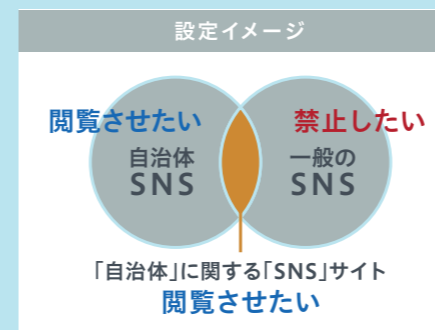 設定イメージ
閲覧させたい
禁止したい
自治体
SNS
一般の
SNS
「自治体」に関する「SNS」サイト
閲覧させたい